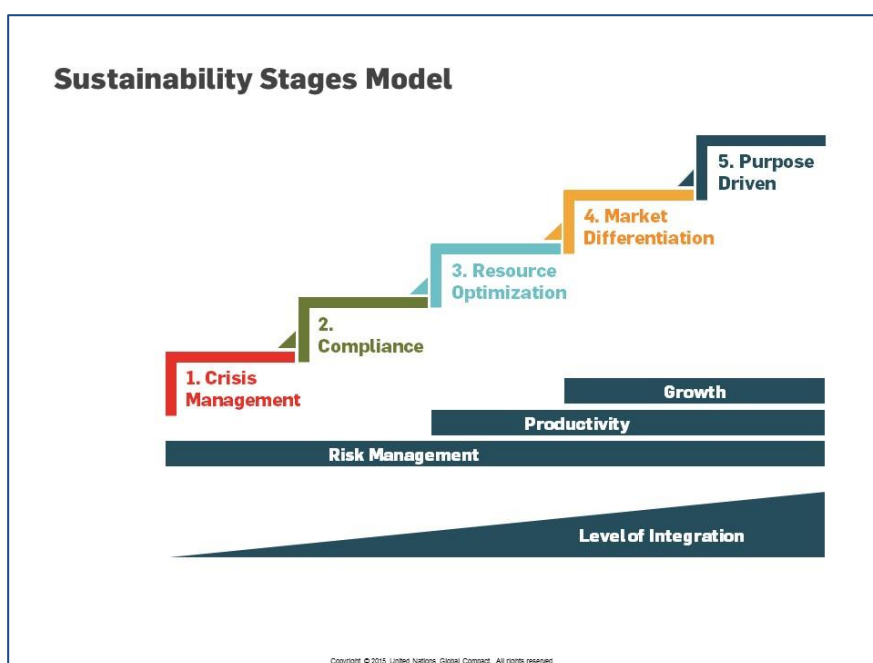 Sustainability Stages Model
5. Purpose
Driven
4. Market
Differentiation
3. Resource
Optimization
2.
Compliance
1. Crisis
Management
Growth
Productivity
Risk Management
Level of Integration
Copyright © 2015 United Nations Global Compact. All rights reserved